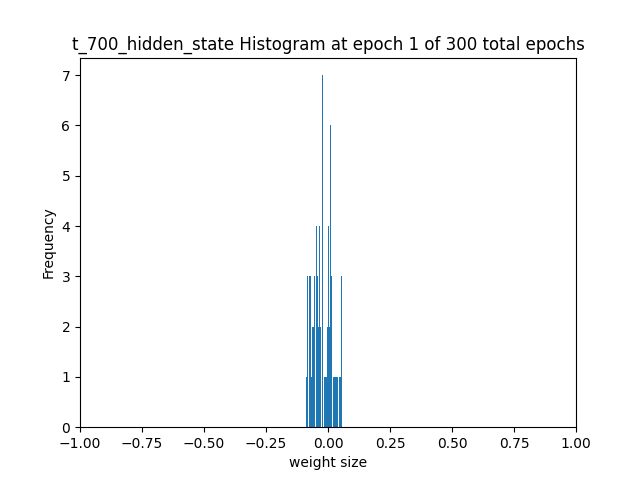 t_700_hidden_state Histogram at epoch 1 of 300 total epochs
Frequency
7
6
5
4
3
2
1
0
−1.00 −0.75 −0.50 −0.25 0.00 0.25 0.50 0.75 1.00
weight size